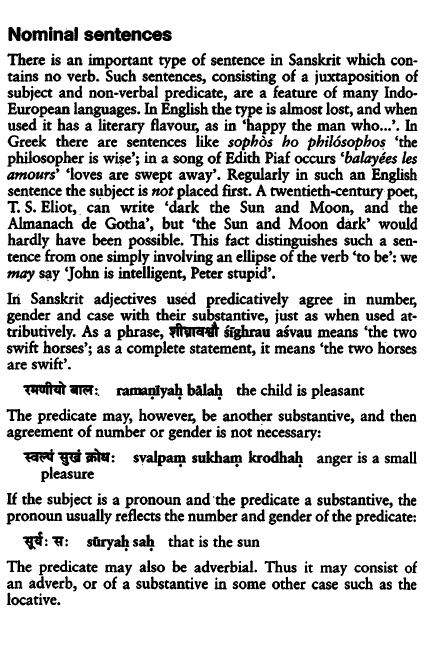 Nominal sentences
There is an important type of sentence in Sanskrit which con-
tains no verb. Such sentences, consisting of a juxtaposition of
subject and non-verbal predicate, are a feature of many Indo-
European languages. In English the type is almost lost, and when
used it has a literary flavour, as in ‘happy the man who...’. In
Greek there are sentences like sophòs ho philósophos ‘the
philosopher is wise’; in a song of Edith Piaf occurs ‘balayées les
amours’ ‘loves are swept away’. Regularly in such an English
sentence the subject is not placed first. A twentieth-century poet,
T. S. Eliot, can write ‘dark the Sun and Moon, and the
Almanach de Gotha’, but ‘the Sun and Moon dark’ would
hardly have been possible. This fact distinguishes such a sen-
tence from one simply involving an ellipse of the verb ‘to be’: we
may say ‘John is intelligent, Peter stupid’.
In Sanskrit adjectives used predicatively agree in number,
gender and case with their substantive, just as when used at-
tributively. As a phrase, शीघ्रावश्वौ śīghrau aśvau means ‘the two
swift horses’; as a complete statement, it means ‘the two horses
are swift’.
रमणीयो बालः ramaṇīyaḥ bālaḥ the child is pleasant
The predicate may, however, be another substantive, and then
agreement of number or gender is not necessary:
स्वल्पं सुखं क्रोधः svalpaṃ sukhaṃ krodhaḥ anger is a small
pleasure
If the subject is a pronoun and the predicate a substantive, the
pronoun usually reflects the number and gender of the predicate:
सूर्यः सः sūryaḥ saḥ that is the sun
The predicate may also be adverbial. Thus it may consist of
an adverb, or of a substantive in some other case such as the
locative.